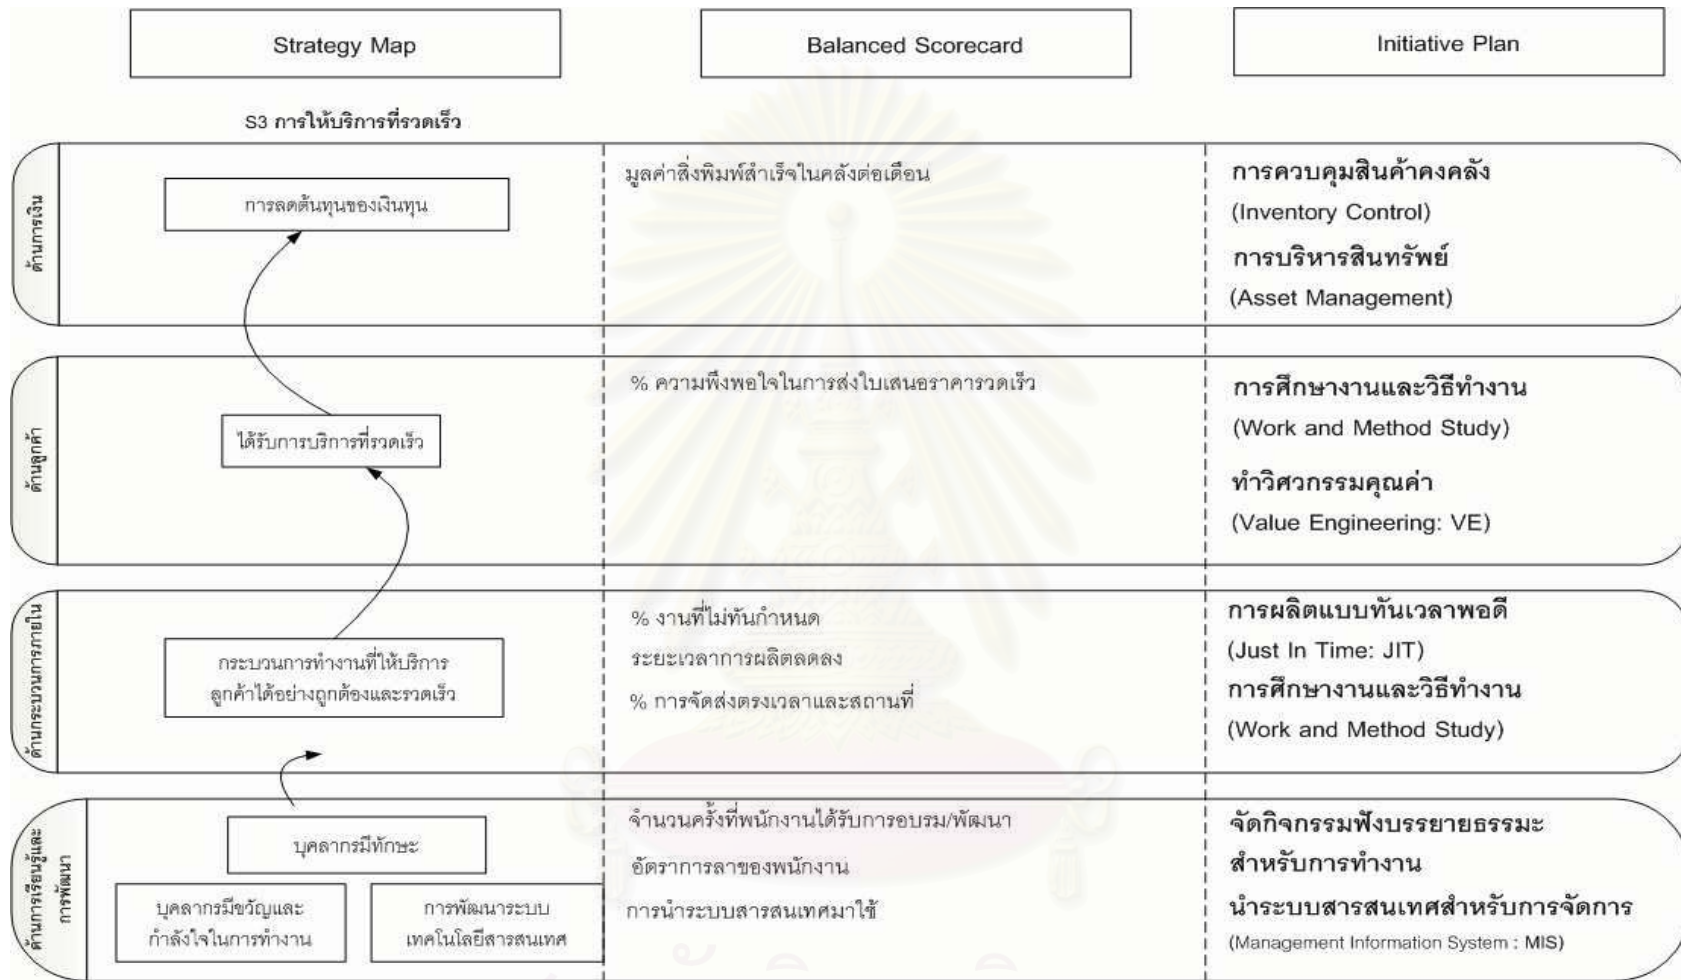 Strategy Map
Balanced Scorecard
Initiative Plan
S3 การให้บริการที่รวดเร็ว
ด้านการเงิน
การลดต้นทุนของเงินทุน
มูลค่าสิ่งพิมพ์สำเร็จในคลังต่อเดือน
การควบคุมสินค้าคงคลัง
(Inventory Control)
การบริหารสินทรัพย์
(Asset Management)
ด้านลูกค้า
ได้รับการบริการที่รวดเร็ว
% ความพึงพอใจในการส่งใบเสนอราคารวดเร็ว
การศึกษางานและวิธีทำงาน
(Work and Method Study)
ทำวิศวกรรมคุณค่า
(Value Engineering: VE)
ด้านกระบวนการภายใน
กระบวนการทำงานที่ให้บริการ
ลูกค้าได้อย่างถูกต้องและรวดเร็ว
% งานที่ไม่ทันกำหนด
ระยะเวลาการผลิตลดลง
% การจัดส่งตรงเวลาและสถานที่
การผลิตแบบทันเวลาพอดี
(Just In Time: JIT)
การศึกษางานและวิธีทำงาน
(Work and Method Study)
ด้านการเรียนรู้และ
การพัฒนา
บุคลากรมีทักษะ
บุคลากรมีขวัญและ
กำลังใจในการทำงาน
การพัฒนาระบบ
เทคโนโลยีสารสนเทศ
จำนวนครั้งที่พนักงานได้รับการอบรม/พัฒนา
อัตราการลาของพนักงาน
การนำระบบสารสนเทศมาใช้
จัดกิจกรรมฟังบรรยายธรรมะ
สำหรับการทำงาน
นำระบบสารสนเทศสำหรับการจัดการ
(Management Information System : MIS)